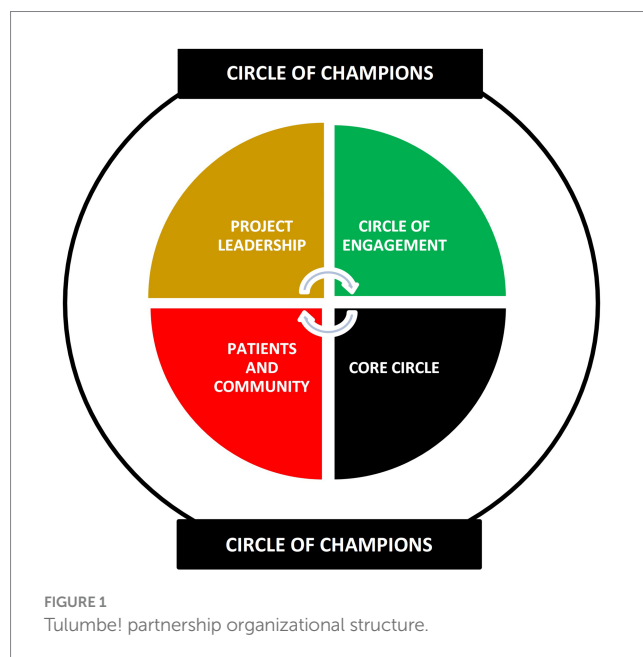 CIRCLE OF CHAMPIONS
PROJECT
LEADERSHIP
CIRCLE OF
ENGAGEMENT
PATIENTS
AND
COMMUNITY
CORE CIRCLE
CIRCLE OF CHAMPIONS
FIGURE 1
Tulumbe! partnership organizational structure.